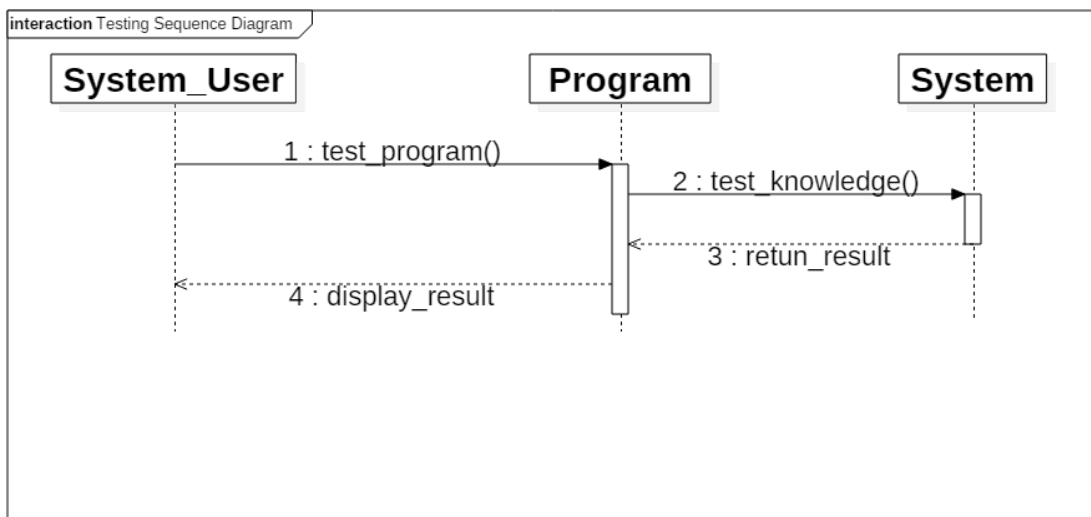 interaction Testing Sequence Diagram
System_User
Program
System
1 : test_program()
2 : test_knowledge()
3 : retun_result
4 : display_result